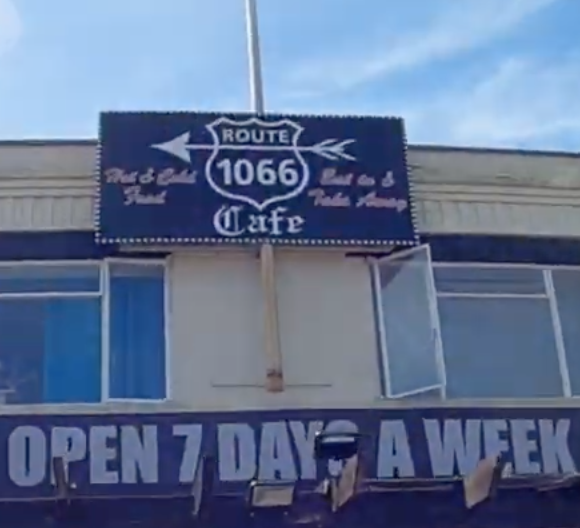 ROUTE
1066
Hot & Cold
Food
Eat in &
Take Away
Cafe
OPEN 7 DAYS A WEEK